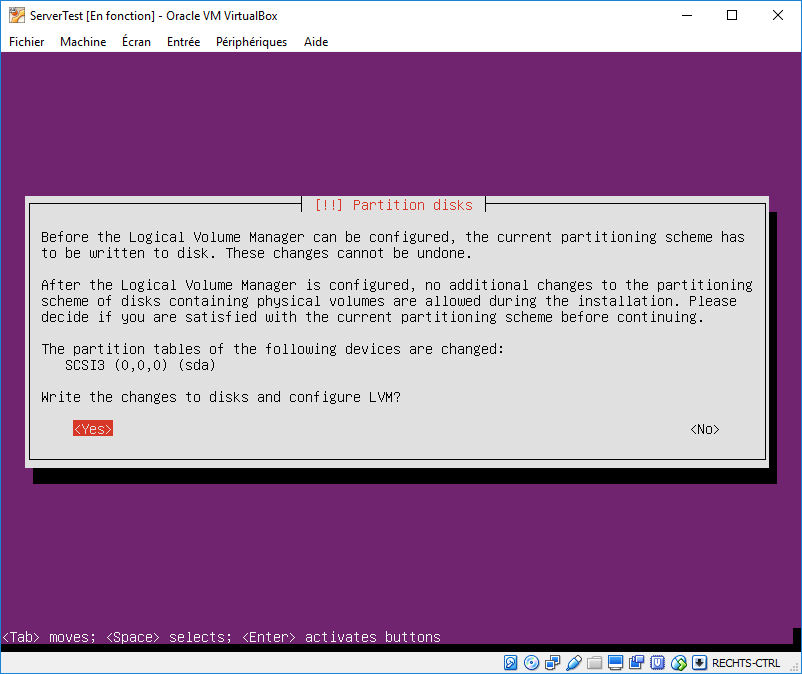 ServerTest [En fonction] - Oracle VM VirtualBox
Fichier Machine Écran Entrée Périphériques Aide
[!!] Partition disks
Before the Logical Volume Manager can be configured, the current partitioning scheme has
to be written to disk. These changes cannot be undone.
After the Logical Volume Manager is configured, no additional changes to the partitioning
scheme of disks containing physical volumes are allowed during the installation. Please
decide if you are satisfied with the current partitioning scheme before continuing.
The partition tables of the following devices are changed:
SCSI3 (0,0,0) (sda)
Write the changes to disks and configure LVM?
<Yes> <No>
<Tab> moves; <Space> selects; <Enter> activates buttons
RECHTS-CTRL